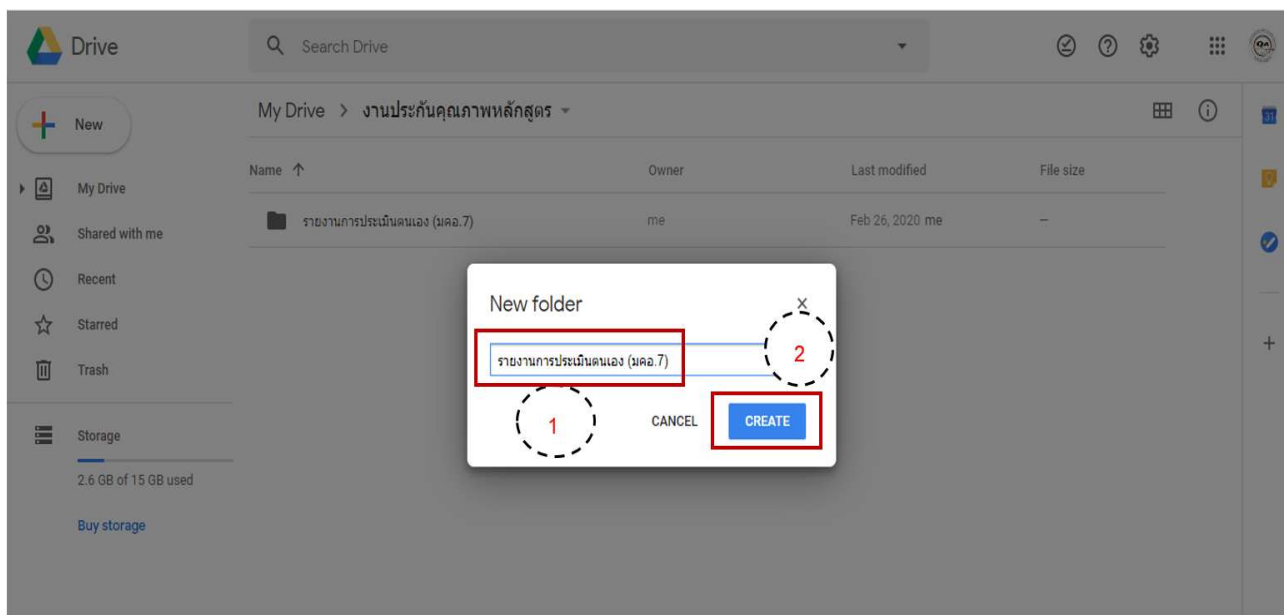 Drive
Search Drive
New
My Drive > งานประกันคุณภาพหลักสูตร
Name Owner Last modified File size
My Drive
รายงานการประเมินตนเอง (มคอ.7) me Feb 26, 2020 me –
Shared with me
Recent
Starred
Trash
Storage
2.6 GB of 15 GB used
Buy storage
New folder
รายงานการประเมินตนเอง (มคอ.7)
2
1
CANCEL CREATE
31